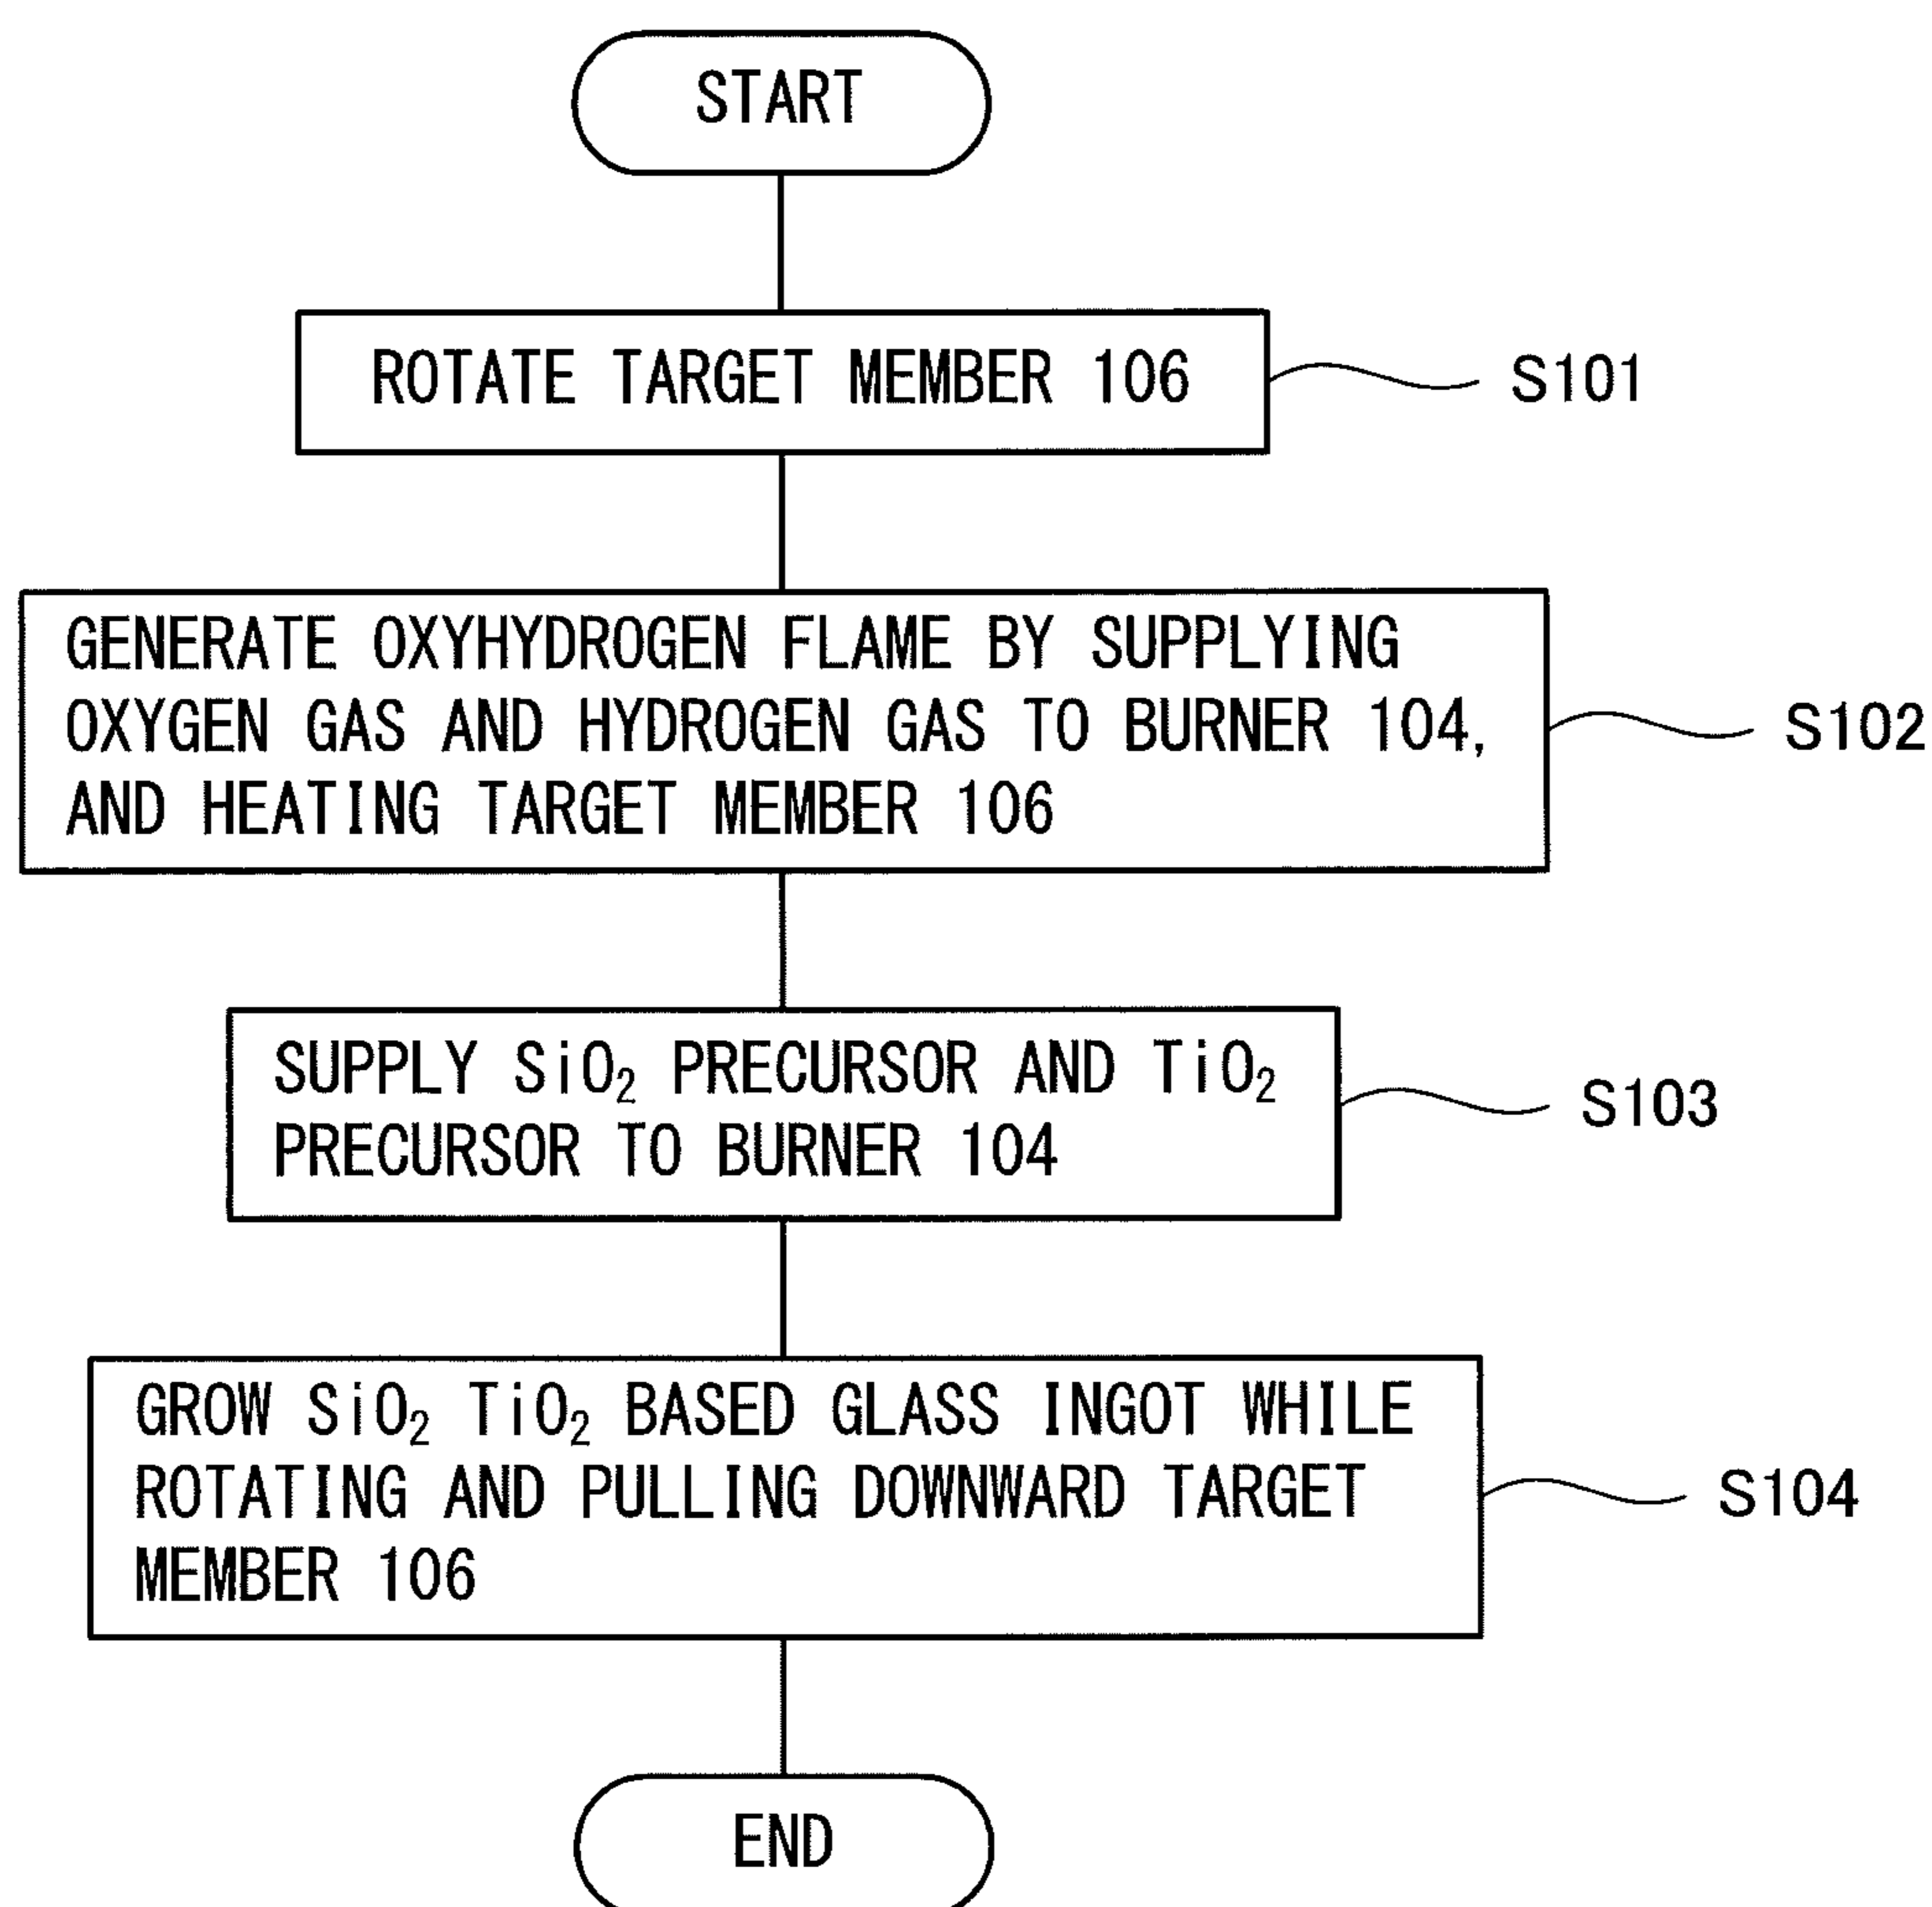 START
ROTATE TARGET MEMBER 106
S101
GENERATE OXYHYDROGEN FLAME BY SUPPLYING
OXYGEN GAS AND HYDROGEN GAS TO BURNER 104,
AND HEATING TARGET MEMBER 106
S102
SUPPLY SiO₂ PRECURSOR AND TiO₂
PRECURSOR TO BURNER 104
S103
GROW SiO₂ TiO₂ BASED GLASS INGOT WHILE
ROTATING AND PULLING DOWNWARD TARGET
MEMBER 106
S104
END